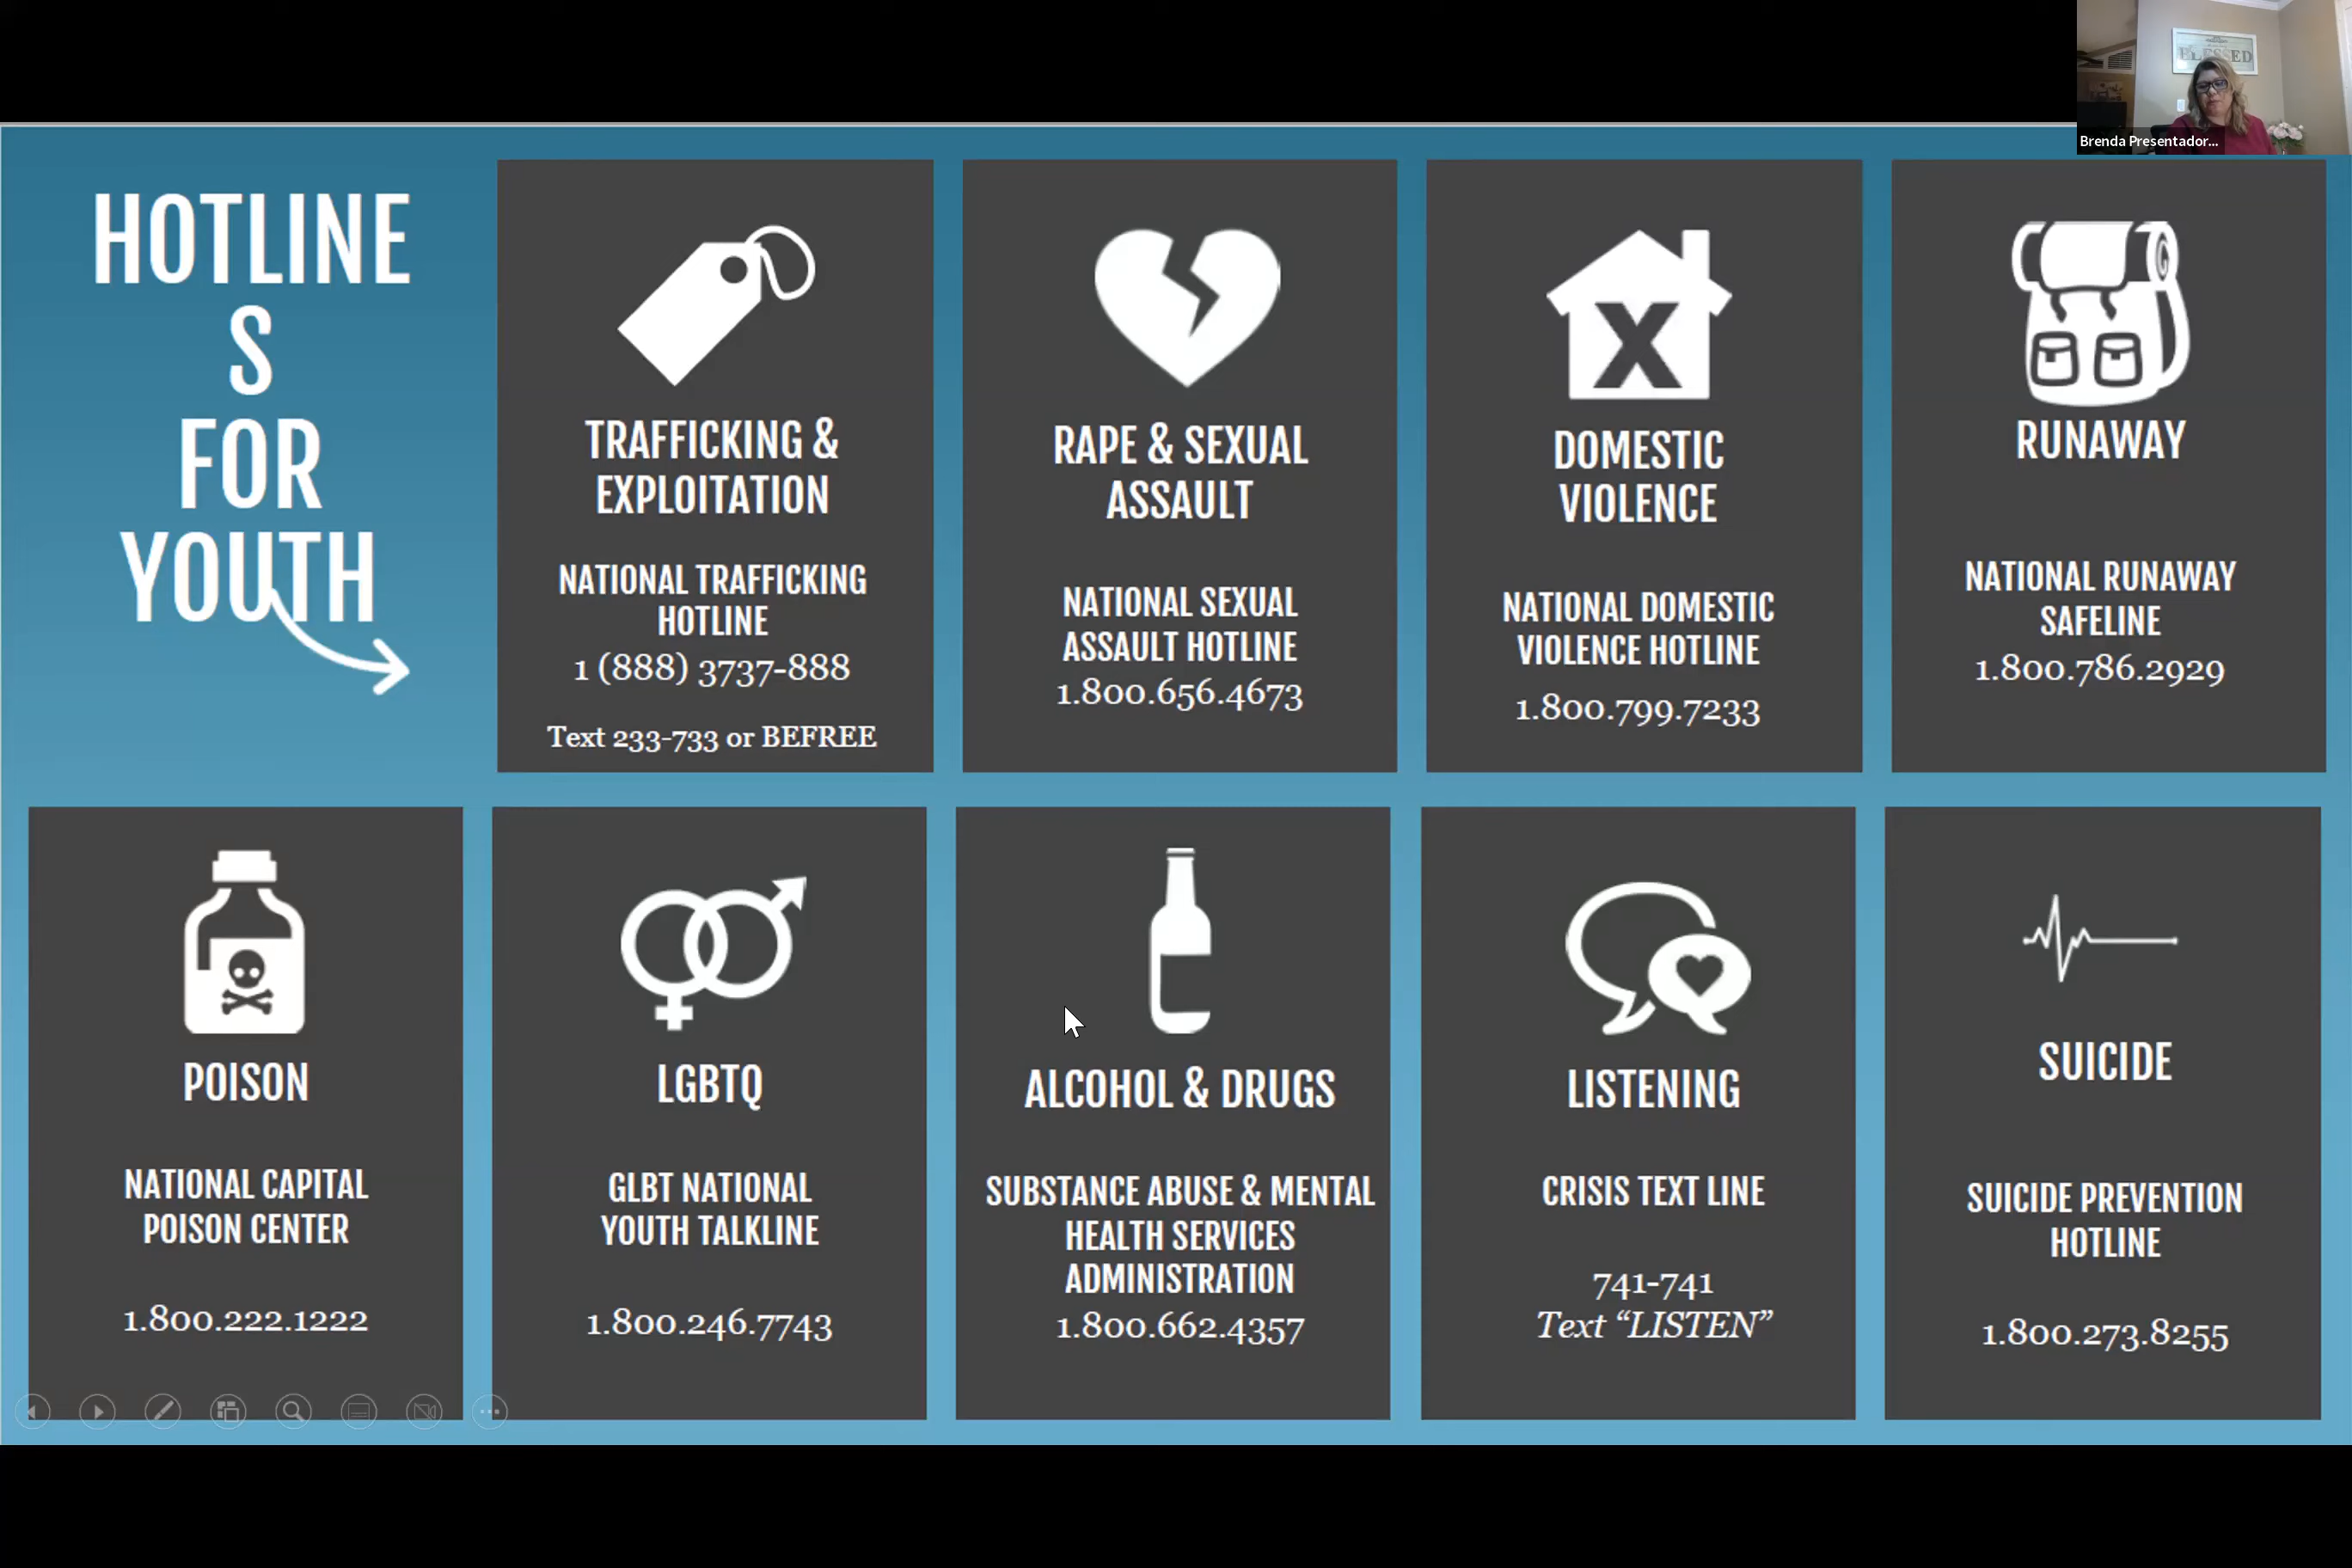 BLESSED
Brenda Presentador...
HOTLINE
S
FOR
YOUTH
TRAFFICKING &
EXPLOITATION
NATIONAL TRAFFICKING
HOTLINE
1 (888) 3737-888
Text 233-733 or BEFREE
RAPE & SEXUAL
ASSAULT
NATIONAL SEXUAL
ASSAULT HOTLINE
1.800.656.4673
DOMESTIC
VIOLENCE
NATIONAL DOMESTIC
VIOLENCE HOTLINE
1.800.799.7233
RUNAWAY
NATIONAL RUNAWAY
SAFELINE
1.800.786.2929
POISON
NATIONAL CAPITAL
POISON CENTER
1.800.222.1222
LGBTQ
GLBT NATIONAL
YOUTH TALKLINE
1.800.246.7743
ALCOHOL & DRUGS
SUBSTANCE ABUSE & MENTAL
HEALTH SERVICES
ADMINISTRATION
1.800.662.4357
LISTENING
CRISIS TEXT LINE
741-741
Text “LISTEN”
SUICIDE
SUICIDE PREVENTION
HOTLINE
1.800.273.8255